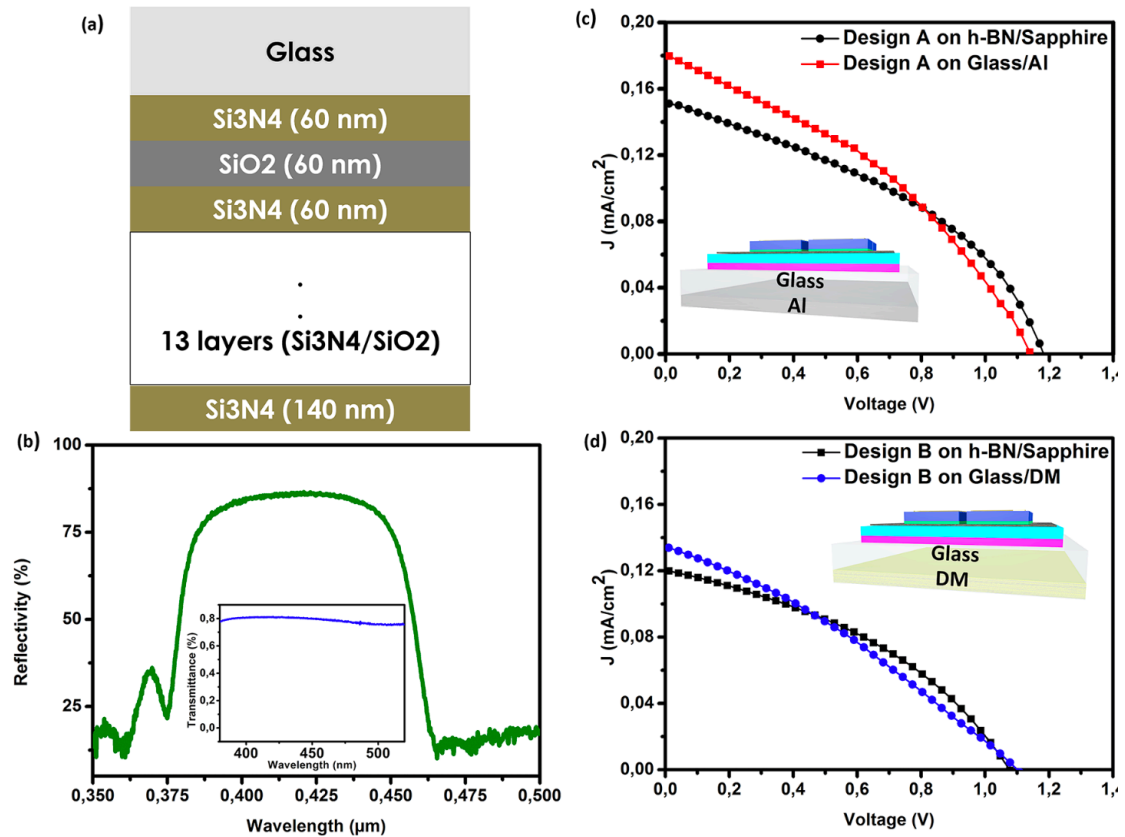 (a)
Glass
Si3N4 (60 nm)
SiO2 (60 nm)
Si3N4 (60 nm)
.
.
13 layers (Si3N4/SiO2)
Si3N4 (140 nm)
(b)
100
75
50
25
Reflectivity (%)
0,350
0,375
0,400
0,425
0,450
0,475
0,500
Wavelength (µm)
0,8
0,6
0,4
0,2
0,0
Transmittance (%)
400
450
500
Wavelength (nm)
(c)
Design A on h-BN/Sapphire
Design A on Glass/Al
0,20
0,16
0,12
0,08
0,04
0,00
J (mA/cm2)
Glass
Al
0,0
0,2
0,4
0,6
0,8
1,0
1,2
1,4
Voltage (V)
(d)
Design B on h-BN/Sapphire
Design B on Glass/DM
0,20
0,16
0,12
0,08
0,04
0,00
J (mA/cm2)
Glass
DM
0,0
0,2
0,4
0,6
0,8
1,0
1,2
1,4
Voltage (V)